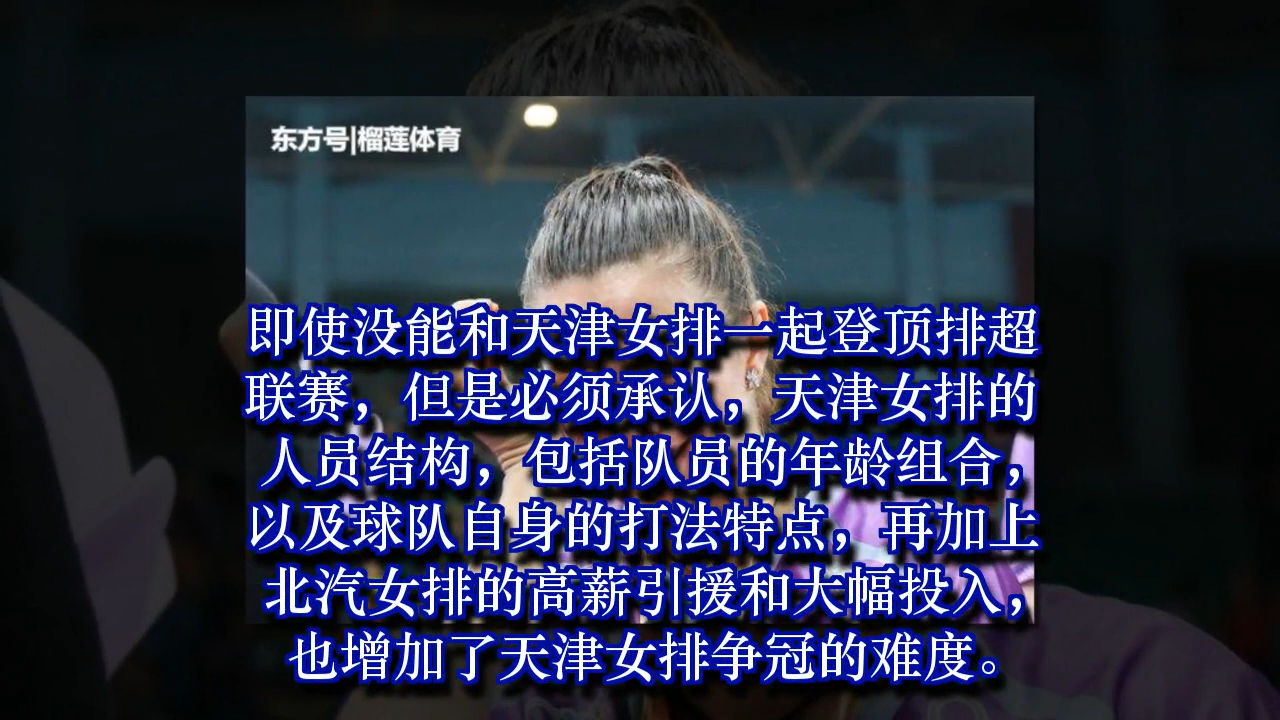 东方号|榴莲体育
即使没能和天津女排一起登顶排超
联赛，但是必须承认，天津女排的
人员结构，包括队员的年龄组合，
以及球队自身的打法特点，再加上
北汽女排的高薪引援和大幅投入，
也增加了天津女排争冠的难度。